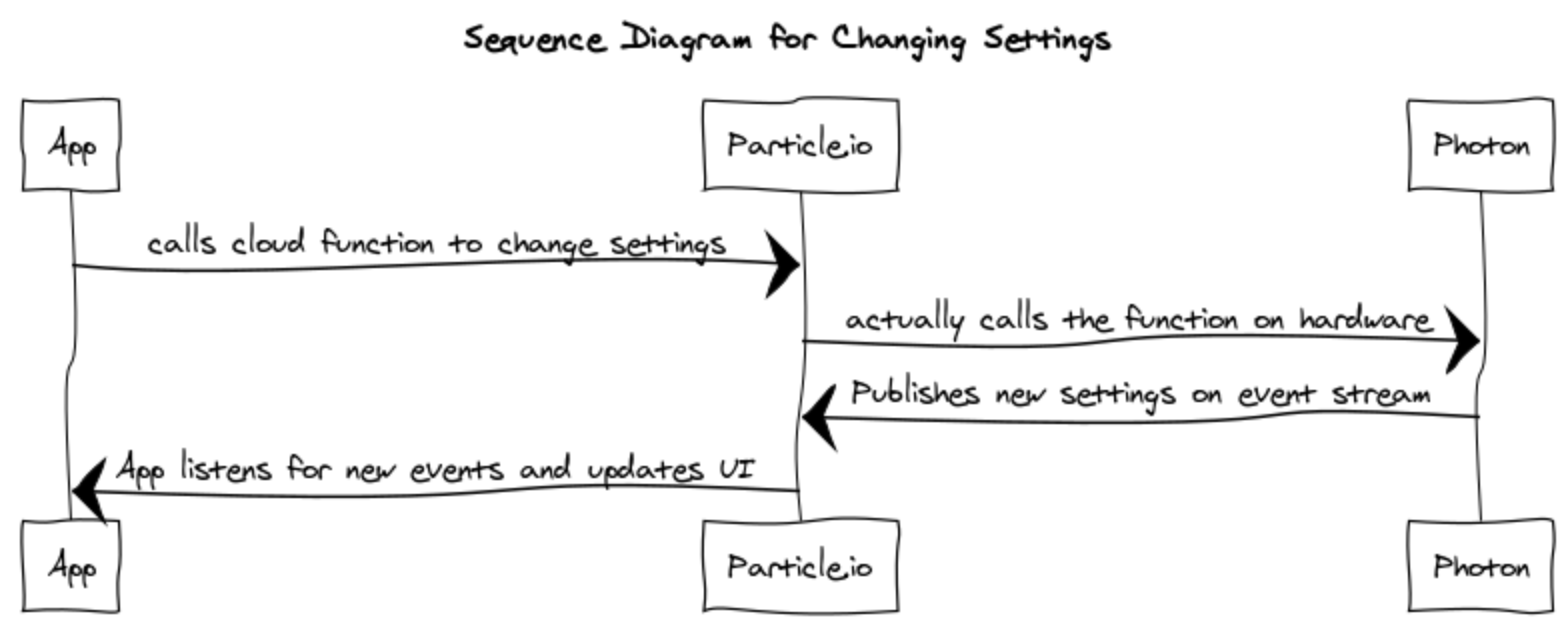 Sequence Diagram for Changing Settings
App
Particle.io
Photon
calls cloud function to change settings
actually calls the function on hardware
Publishes new settings on event stream
App listens for new events and updates UI
App
Particle.io
Photon